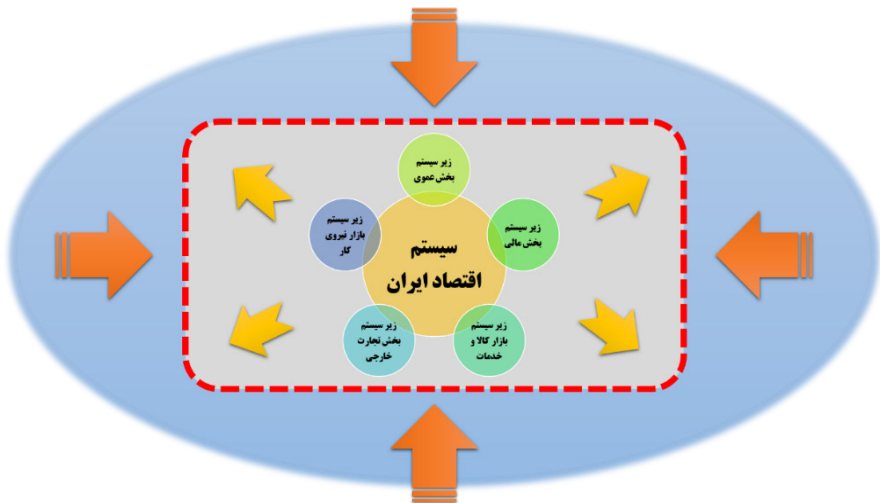 زیر سیستم
بخش عموی
زیر سیستم
بازار نیروی
کار
سیستم
اقتصاد ایران
زیر سیستم
بخش مالی
زیر سیستم
بخش تجارت
خارجی
زیر سیستم
بازار کالا و
خدمات